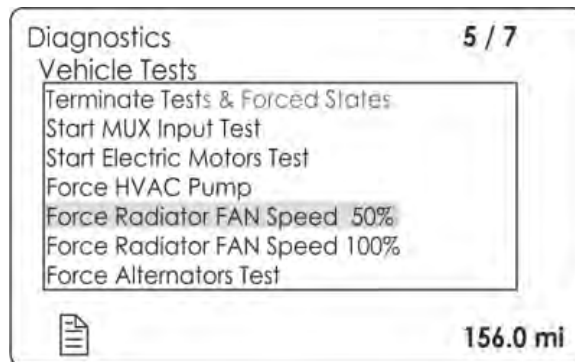 Diagnostics 5 / 7
Vehicle Tests
Terminate Tests & Forced States
Start MUX Input Test
Start Electric Motors Test
Force HVAC Pump
Force Radiator FAN Speed 50%
Force Radiator FAN Speed 100%
Force Alternators Test
156.0 mi